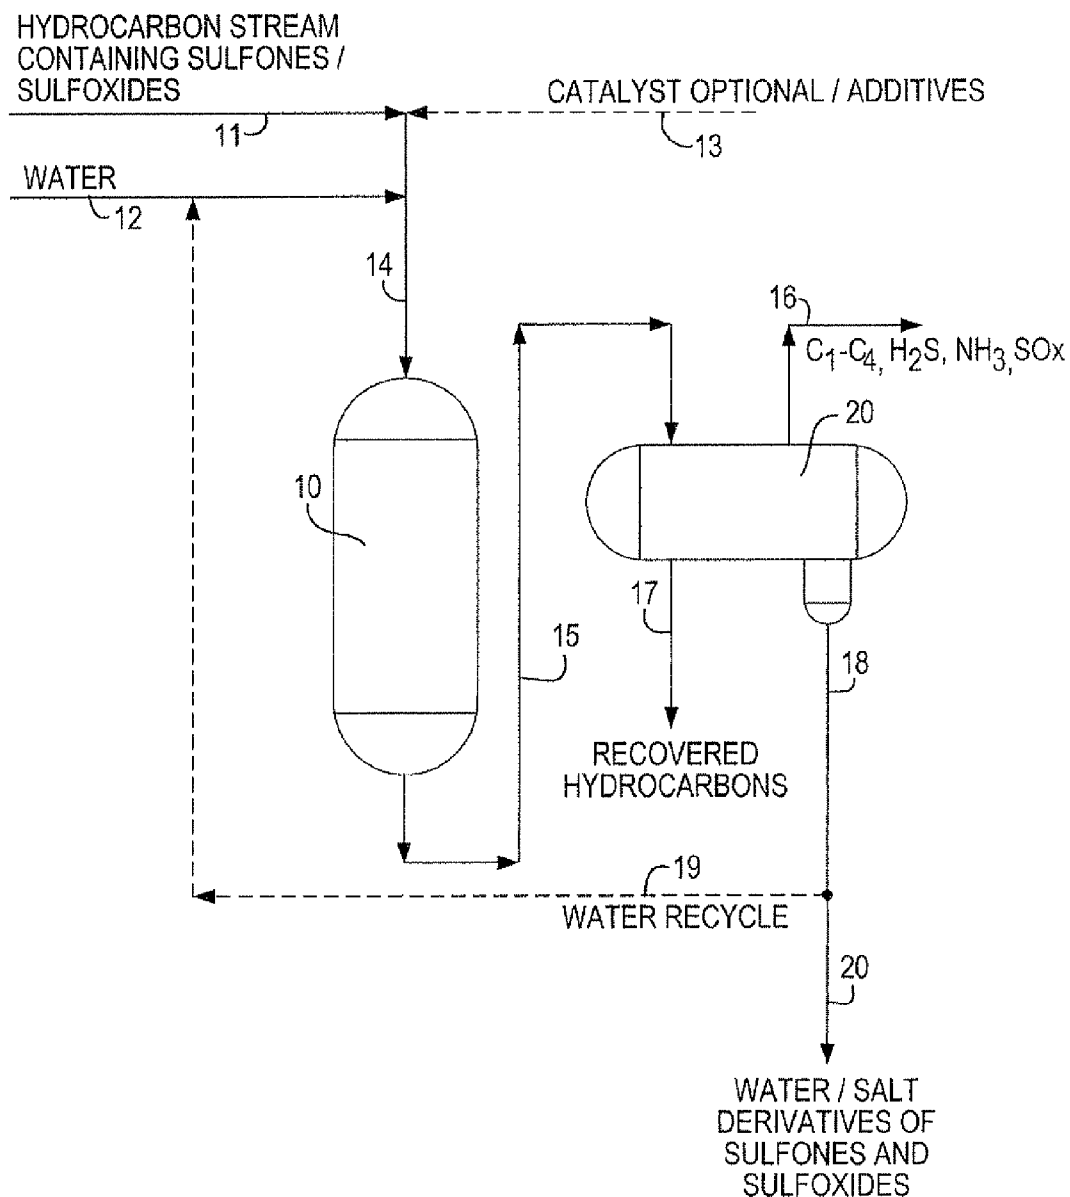 HYDROCARBON STREAM
CONTAINING SULFONES /
SULFOXIDES
CATALYST OPTIONAL / ADDITIVES
11
13
WATER
12
14
16
C1-C4, H2S, NH3, SOx
20
10
17
15
18
RECOVERED
HYDROCARBONS
19
WATER RECYCLE
20
WATER / SALT
DERIVATIVES OF
SULFONES AND
SULFOXIDES